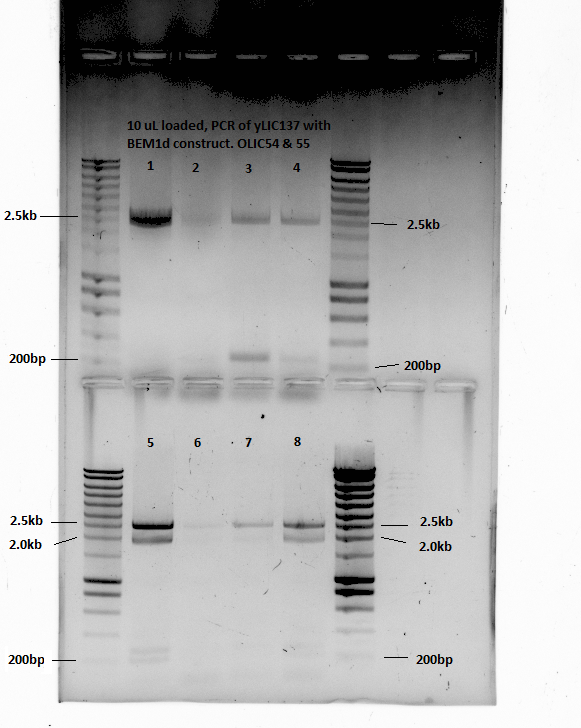 10 uL loaded, PCR of yLIC137 with
BEM1d construct. OLIC54 & 55
1 2 3 4
2.5kb 2.5kb
200bp 200bp
5 6 7 8
2.5kb 2.5kb
2.0kb 2.0kb
200bp 200bp